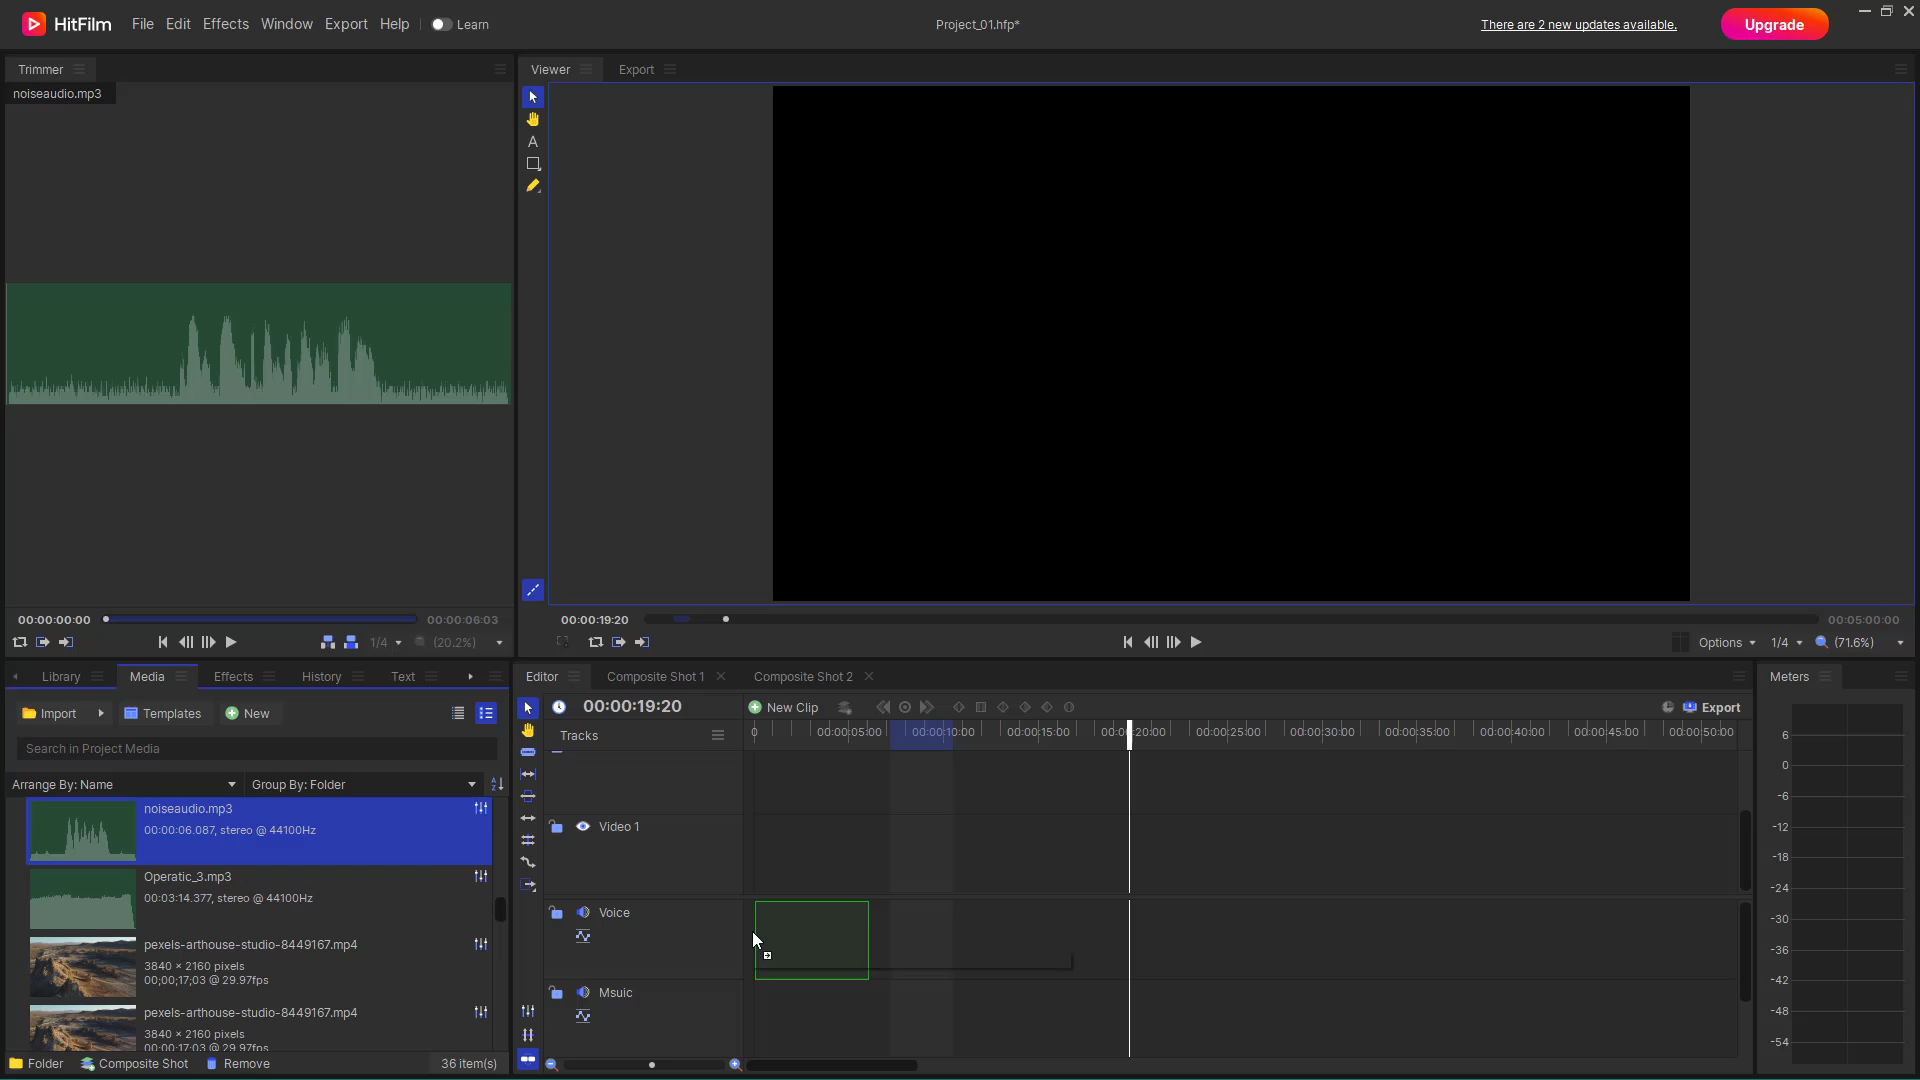 HitFilm File Edit Effects Window Export Help Learn Project_01.hfp* There are 2 new updates available. Upgrade
Trimmer Viewer Export
noiseaudio.mp3
A
00:00:00:00 00:00:06:03 00:00:19:20 00:05:00:00
1/4 (20.2%) Options 1/4 (71.6%)
Library Media Effects History Text Editor Composite Shot 1 Composite Shot 2 Meters
Import Templates New 00:00:19:20 New Clip Export
Search in Project Media Tracks 0 00:00:05:00 00:00:10:00 00:00:15:00 00:00:20:00 00:00:25:00 00:00:30:00 00:00:35:00 00:00:40:00 00:00:45:00 00:00:50:00
Arrange By: Name Group By: Folder
noiseaudio.mp3
00:00:06.087, stereo @ 44100Hz
Video 1
Operatic_3.mp3
00:03:14.377, stereo @ 44100Hz
Voice
pexels-arthouse-studio-8449167.mp4
3840 × 2160 pixels
00;00;17;03 @ 29.97fps
Msuic
pexels-arthouse-studio-8449167.mp4
3840 × 2160 pixels
00:00:17:03 @ 29.97fps
Folder Composite Shot Remove 36 item(s)
6
0
-6
-12
-18
-24
-30
-36
-42
-48
-54